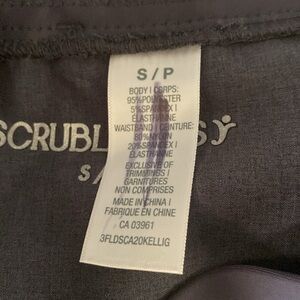 S/P
BODY | CORPS:
95%POLYESTER
5%SPANDEX |
ELASTHANNE
WAISTBAND | CEINTURE:
80%NYLON
20%SPANDEX |
ELASTHANNE
EXCLUSIVE OF
TRIMMINGS |
GARNITURES
NON COMPRISES
MADE IN CHINA |
FABRIQUE EN CHINE
CA 03961
3FLDSCA20KELLIG
S/